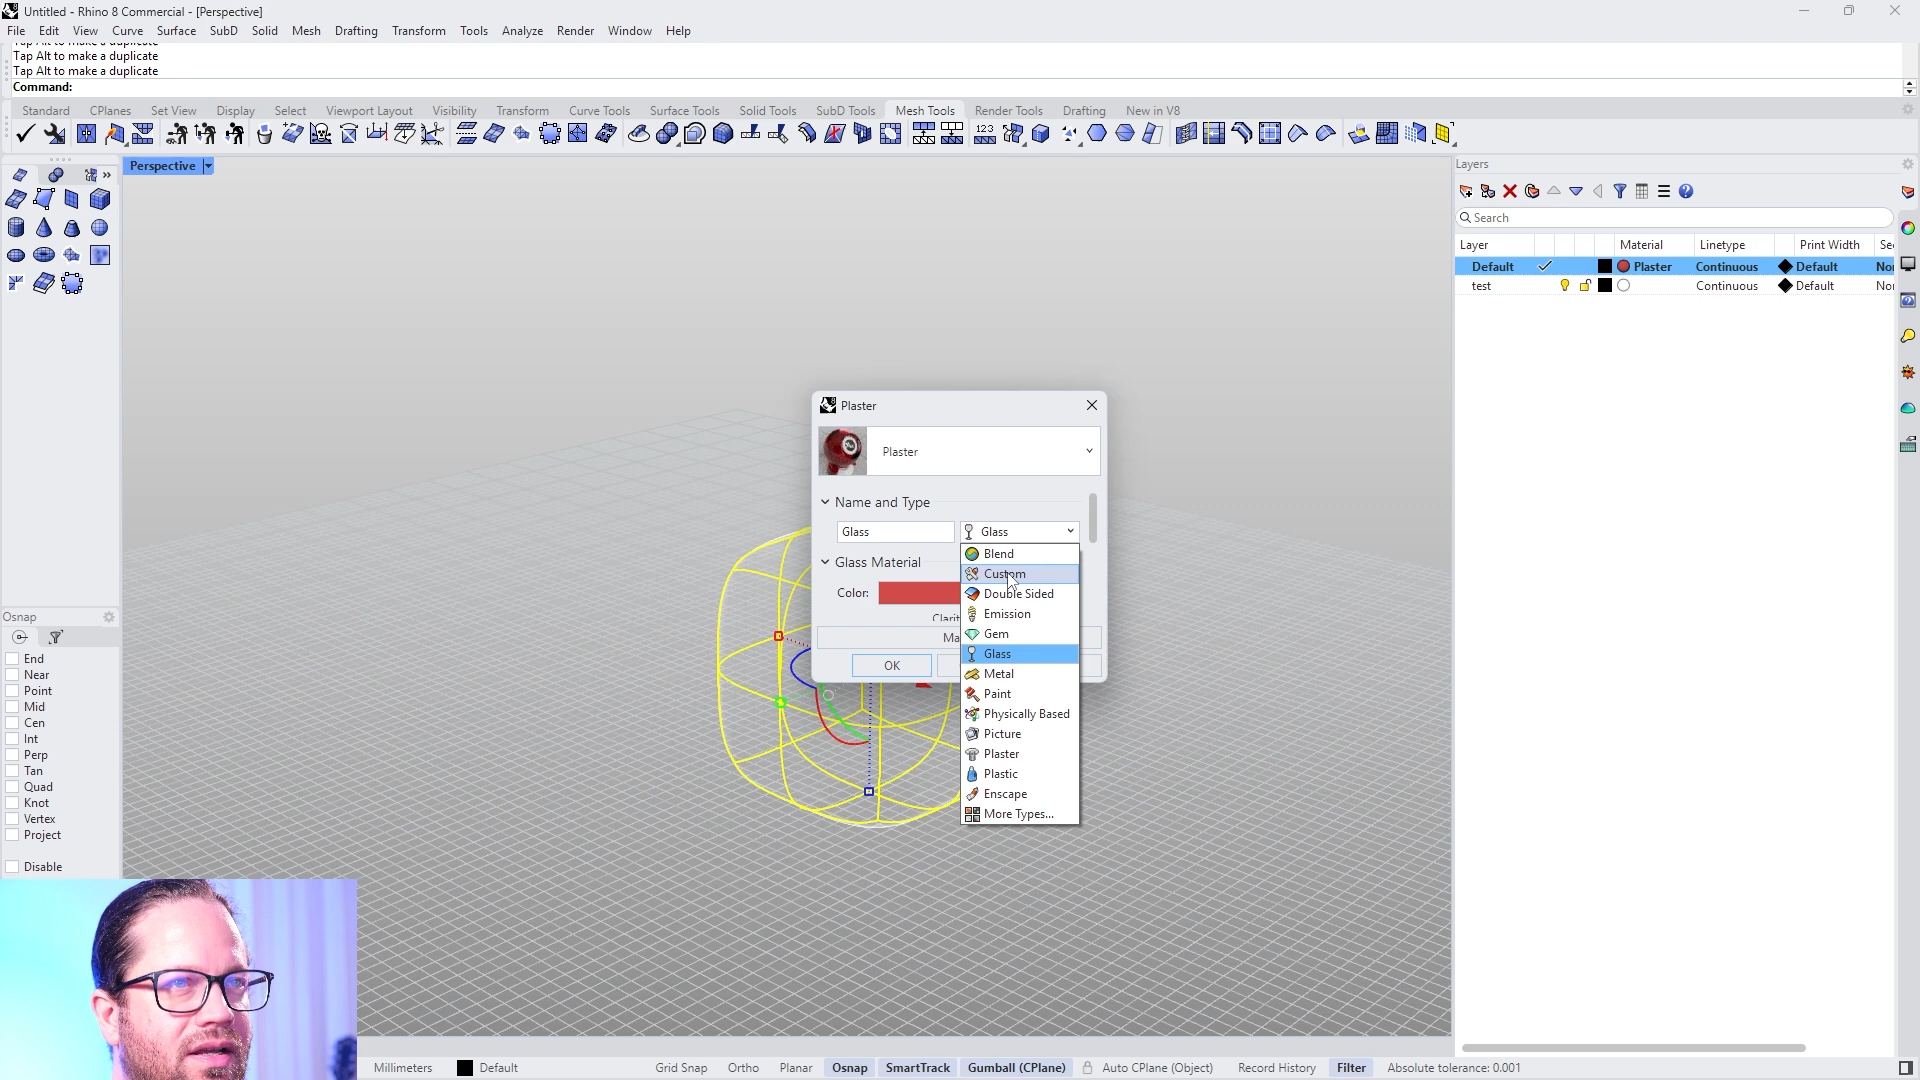 Untitled - Rhino 8 Commercial - [Perspective]
File Edit View Curve Surface SubD Solid Mesh Drafting Transform Tools Analyze Render Window Help
Tap Alt to make a duplicate
Tap Alt to make a duplicate
Command:
Standard CPlanes Set View Display Select Viewport Layout Visibility Transform Curve Tools Surface Tools Solid Tools SubD Tools Mesh Tools Render Tools Drafting New in V8
Perspective
Layers
Search
Layer Material Linetype Print Width Se
Default Plaster Continuous Default No
test Continuous Default No
Plaster
Plaster
Name and Type
Glass Glass
Glass Material
Color:
Clarit
Ma
OK
Blend
Custom
Double Sided
Emission
Gem
Glass
Metal
Paint
Physically Based
Picture
Plaster
Plastic
Enscape
More Types...
Osnap
End
Near
Point
Mid
Cen
Int
Perp
Tan
Quad
Knot
Vertex
Project
Disable
Millimeters Default Grid Snap Ortho Planar Osnap SmartTrack Gumball (CPlane) Auto CPlane (Object) Record History Filter Absolute tolerance: 0.001